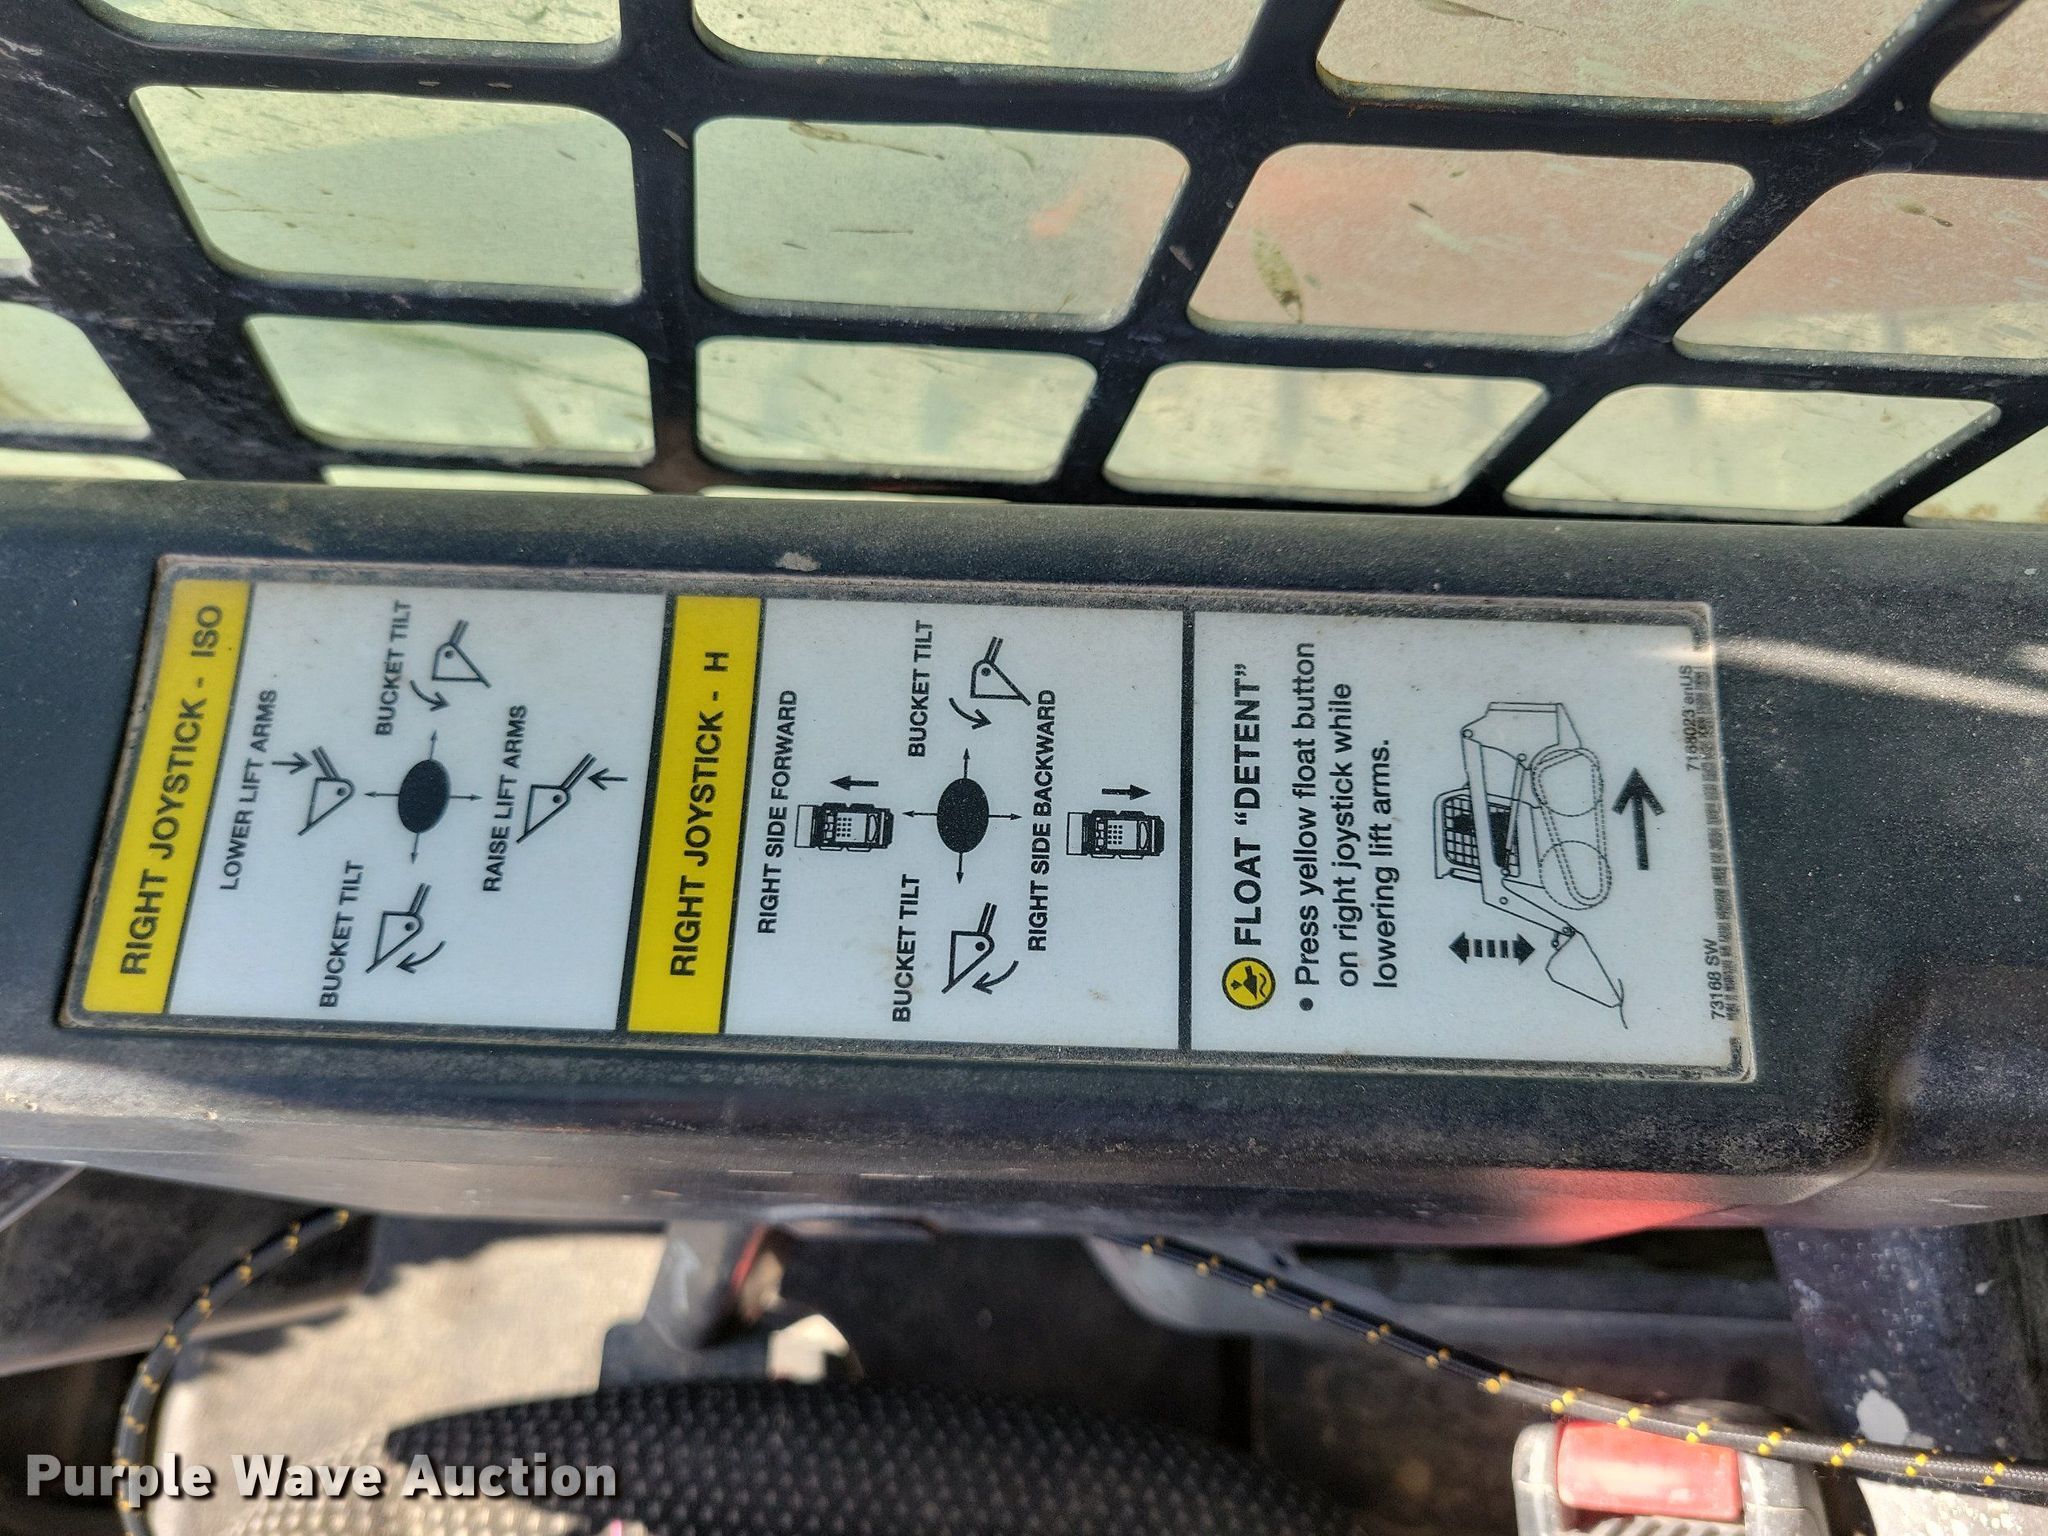 RIGHT JOYSTICK - ISO
LOWER LIFT ARMS
BUCKET TILT
BUCKET TILT
RAISE LIFT ARMS
RIGHT JOYSTICK - H
RIGHT SIDE FORWARD
BUCKET TILT
BUCKET TILT
RIGHT SIDE BACKWARD
FLOAT “DETENT”
• Press yellow float button
on right joystick while
lowering lift arms.
73168 SW
7168023 enUS
Purple Wave Auction